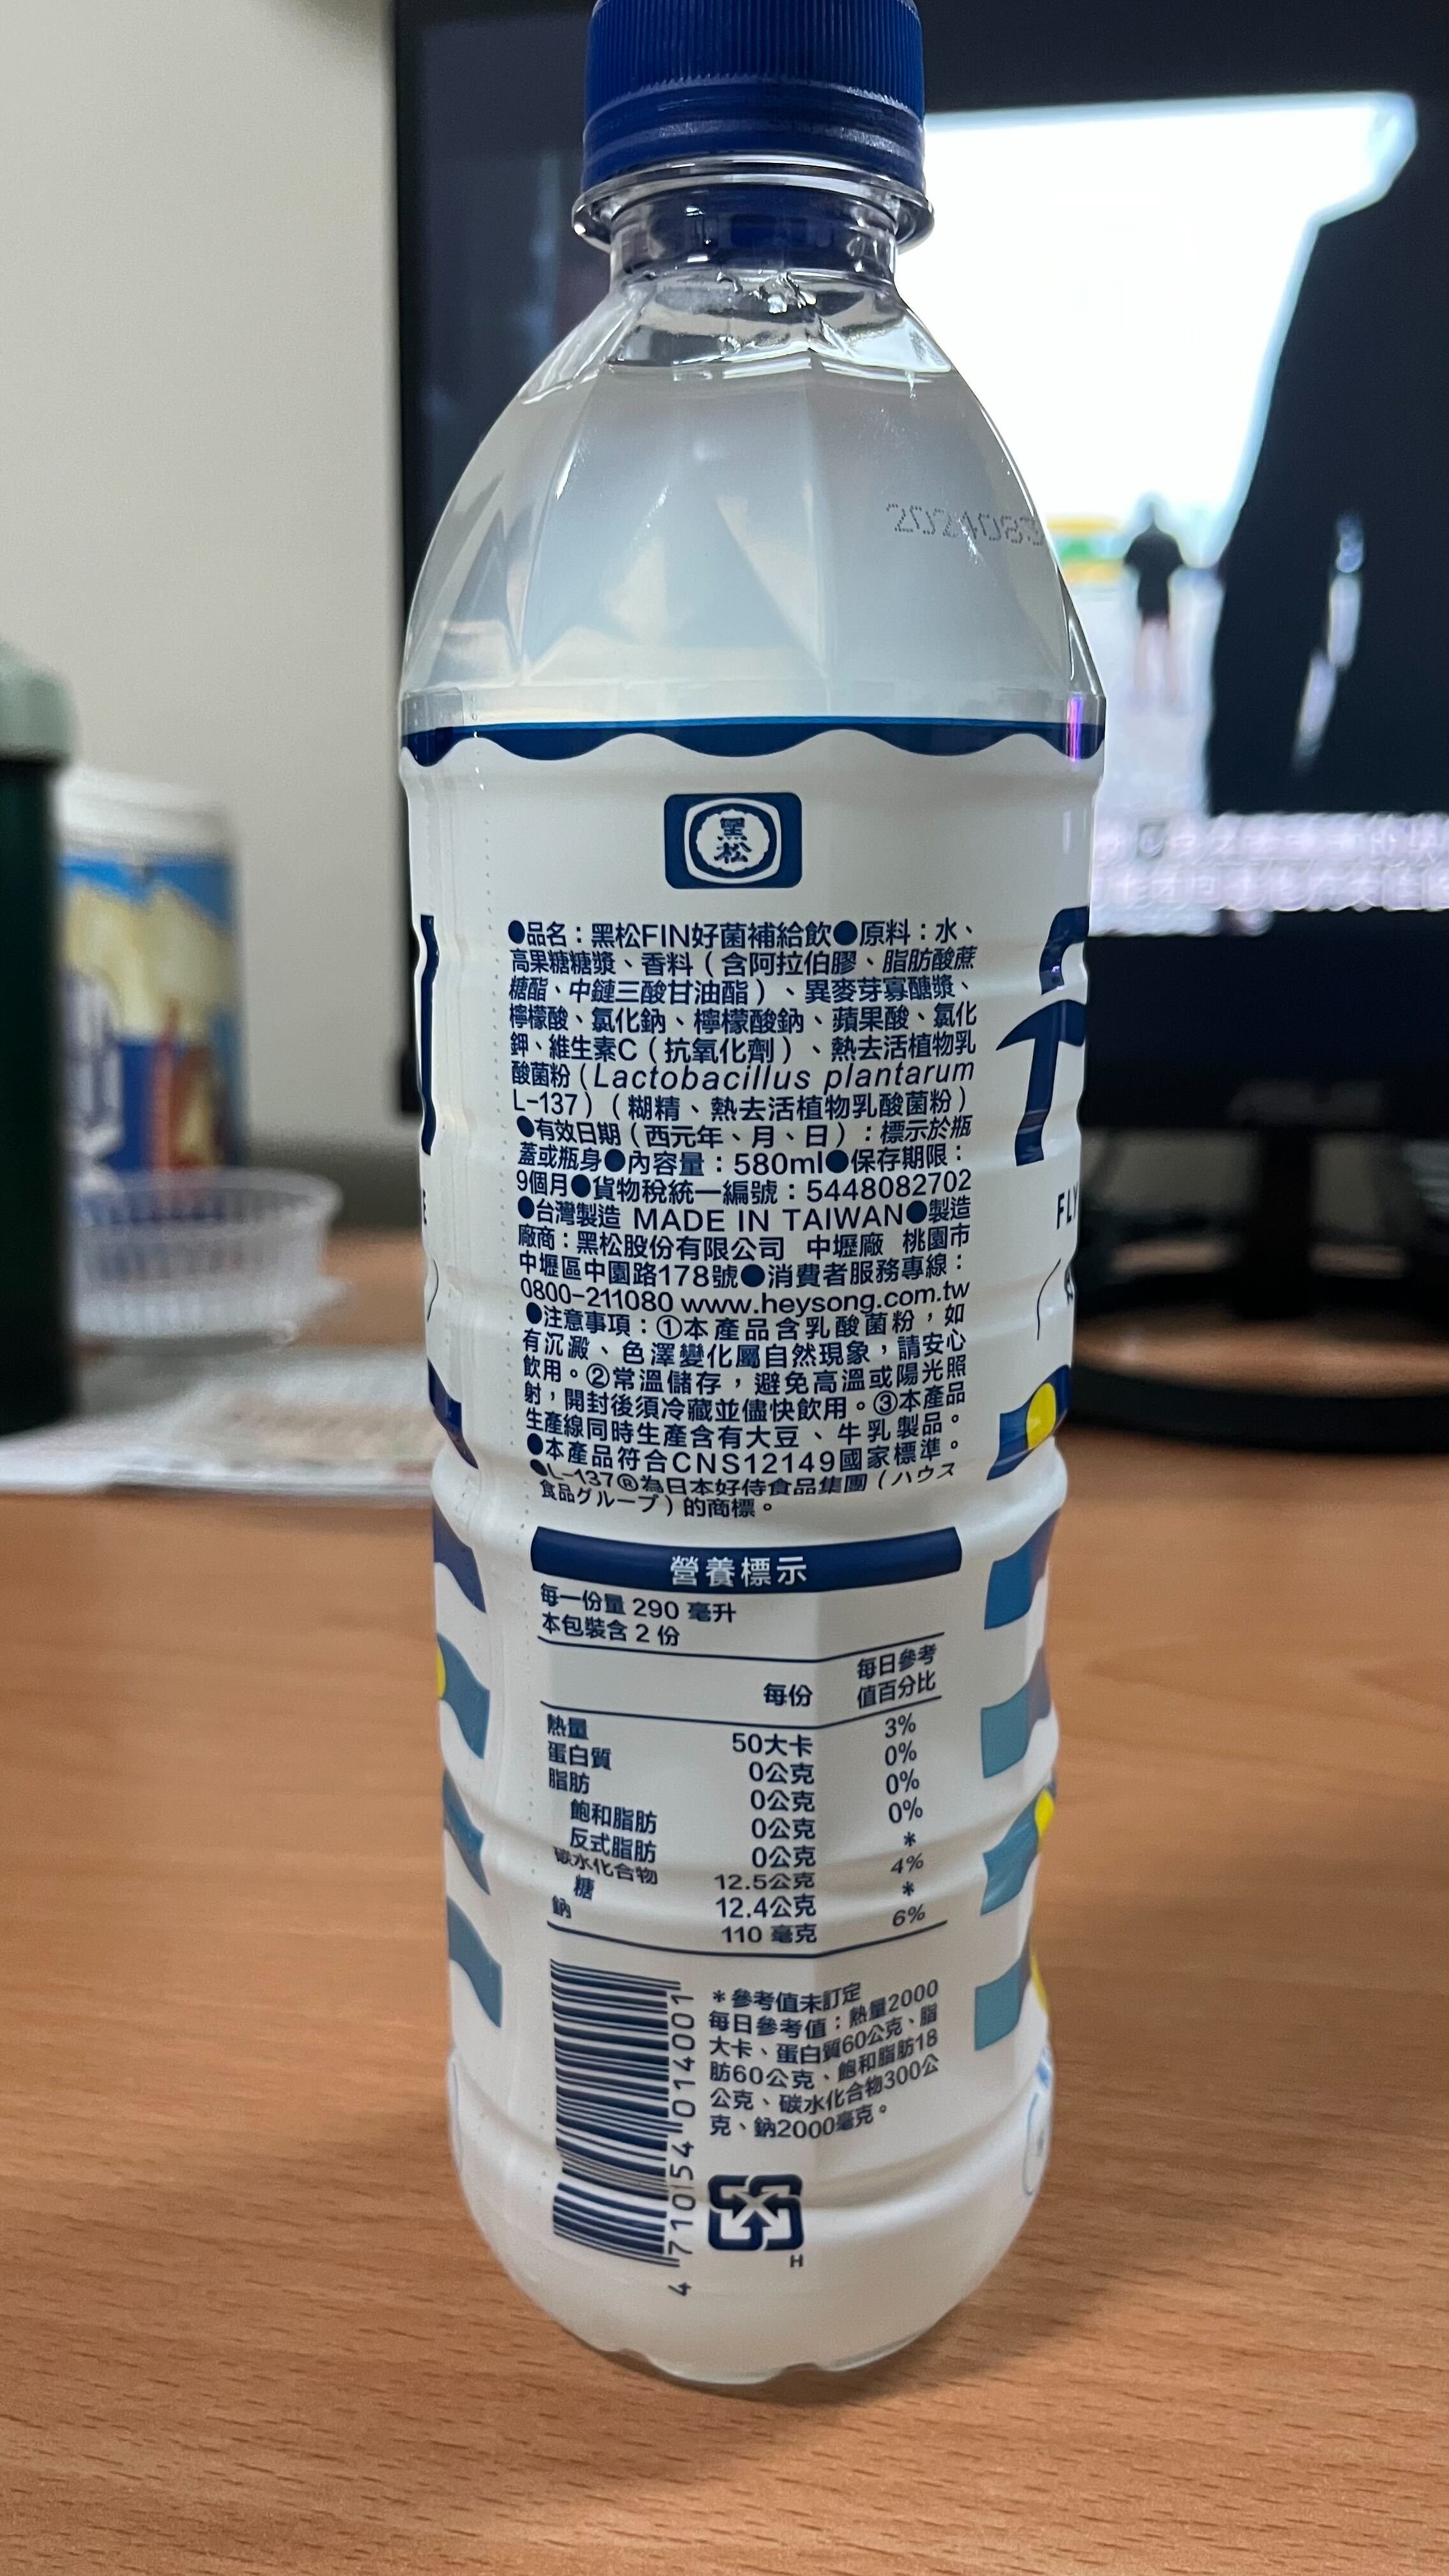 2024083
黑松
●品名：黑松FIN好菌補給飲●原料：水、
高果糖糖漿、香料（含阿拉伯膠、脂肪酸蔗
糖酯、中鏈三酸甘油酯）、異麥芽寡醣漿、
檸檬酸、氯化鈉、檸檬酸鈉、蘋果酸、氯化
鉀、維生素C（抗氧化劑）、熱去活植物乳
酸菌粉（Lactobacillus plantarum
L-137）（糊精、熱去活植物乳酸菌粉）
●有效日期（西元年、月、日）：標示於瓶
蓋或瓶身●內容量：580ml●保存期限：
9個月●貨物稅統一編號：5448082702
●台灣製造 MADE IN TAIWAN●製造
廠商：黑松股份有限公司 中壢廠 桃園市
中壢區中園路178號●消費者服務專線：
0800-211080 www.heysong.com.tw
●注意事項：①本產品含乳酸菌粉，如
有沉澱、色澤變化屬自然現象，請安心
飲用。②常溫儲存，避免高溫或陽光照
射，開封後須冷藏並儘快飲用。③本產品
生產線同時生產含有大豆、牛乳製品。
●本產品符合CNS12149國家標準。
●L-137®為日本好侍食品集團（ハウス
食品グループ）的商標。
FLY
營養標示
每一份量 290 毫升
本包裝含 2 份
每份 每日參考值百分比
熱量 50大卡 3%
蛋白質 0公克 0%
脂肪 0公克 0%
飽和脂肪 0公克 0%
反式脂肪 0公克 *
碳水化合物 12.5公克 4%
糖 12.4公克 *
鈉 110 毫克 6%
＊參考值未訂定
每日參考值：熱量2000
大卡、蛋白質60公克、脂
肪60公克、飽和脂肪18
公克、碳水化合物300公
克、鈉2000毫克。
4 710154 014001
H